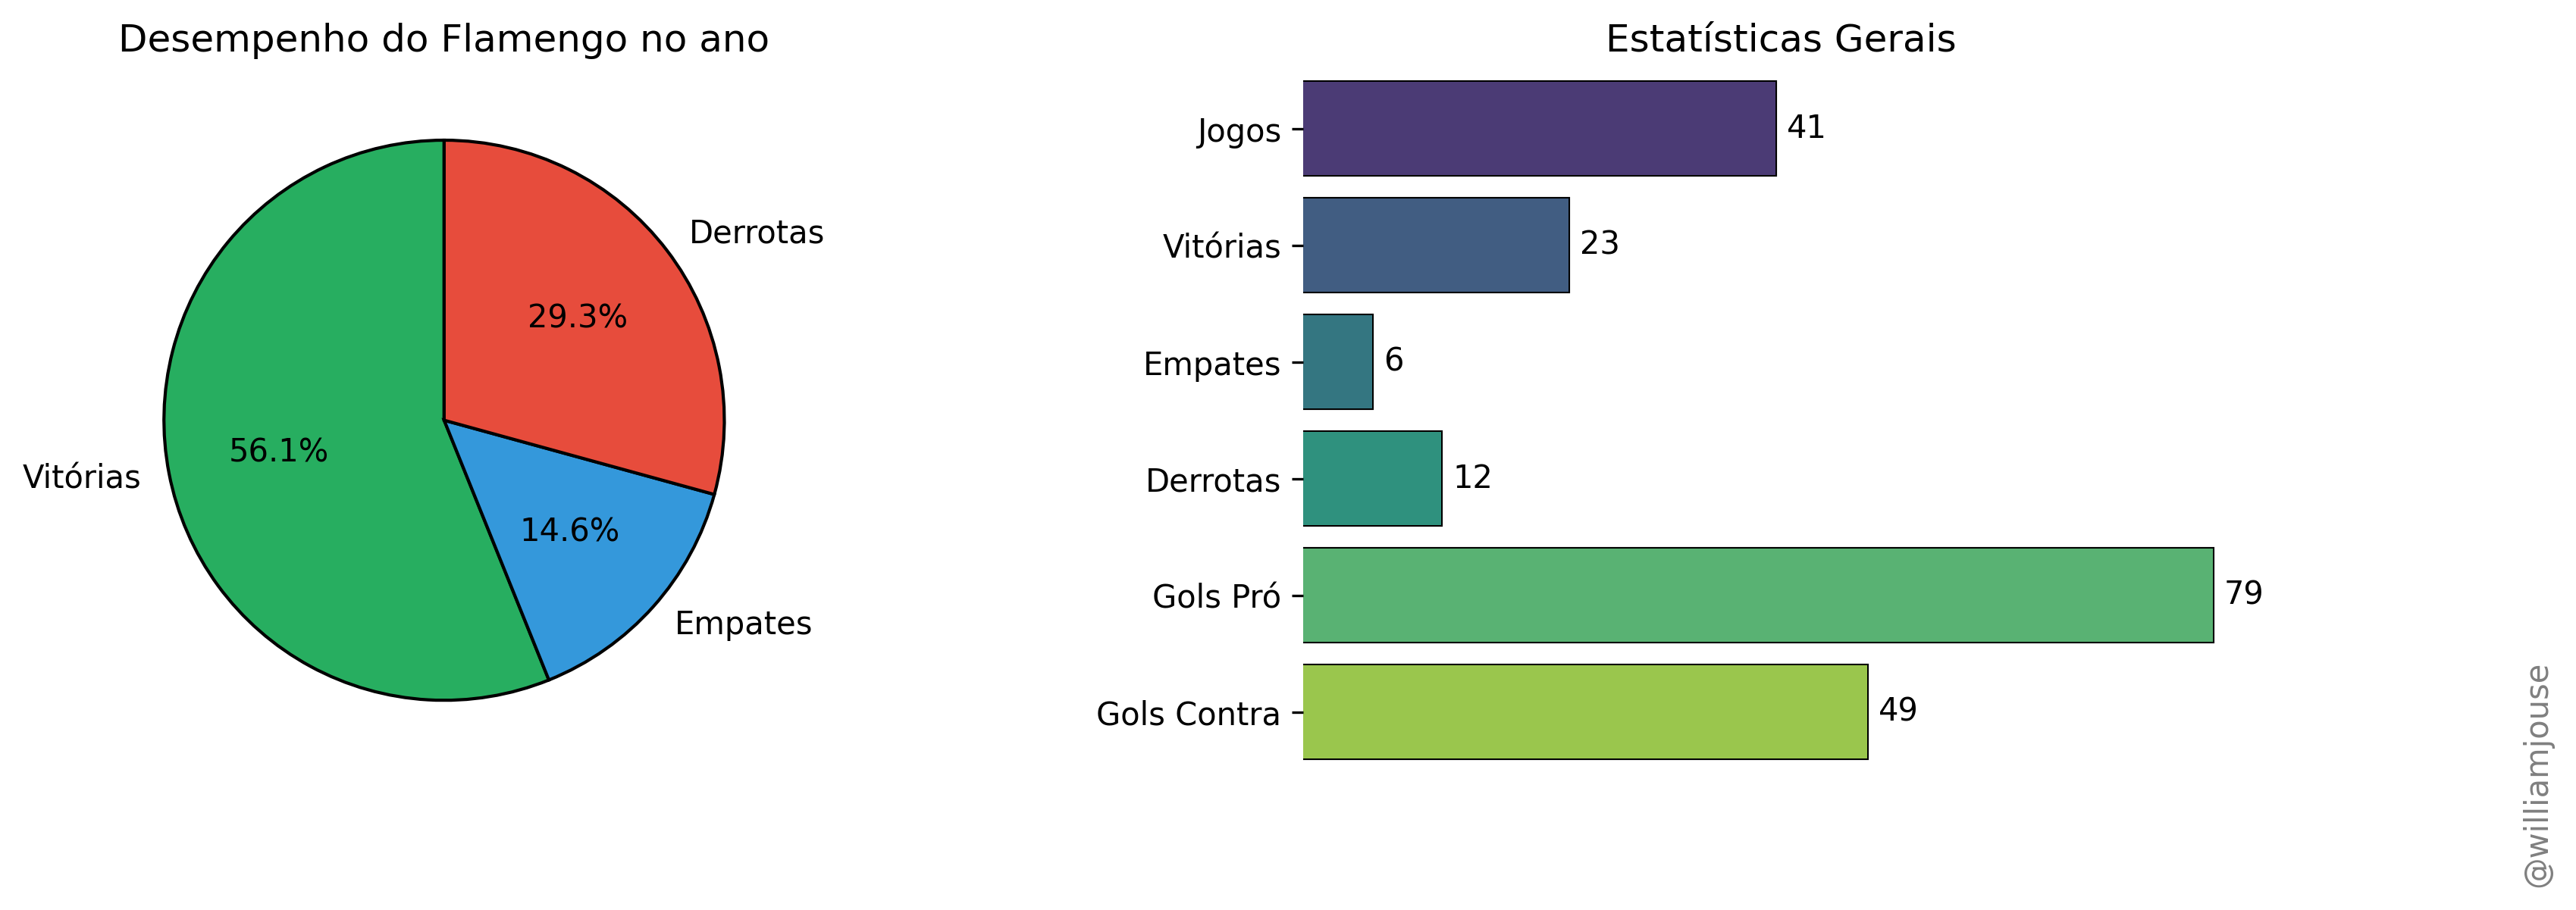 Desempenho do Flamengo no ano
Derrotas
29.3%
56.1%
Vitórias
14.6%
Empates
Estatísticas Gerais
Jogos
41
Vitórias
23
Empates
6
Derrotas
12
Gols Pró
79
Gols Contra
49
@williamjouse